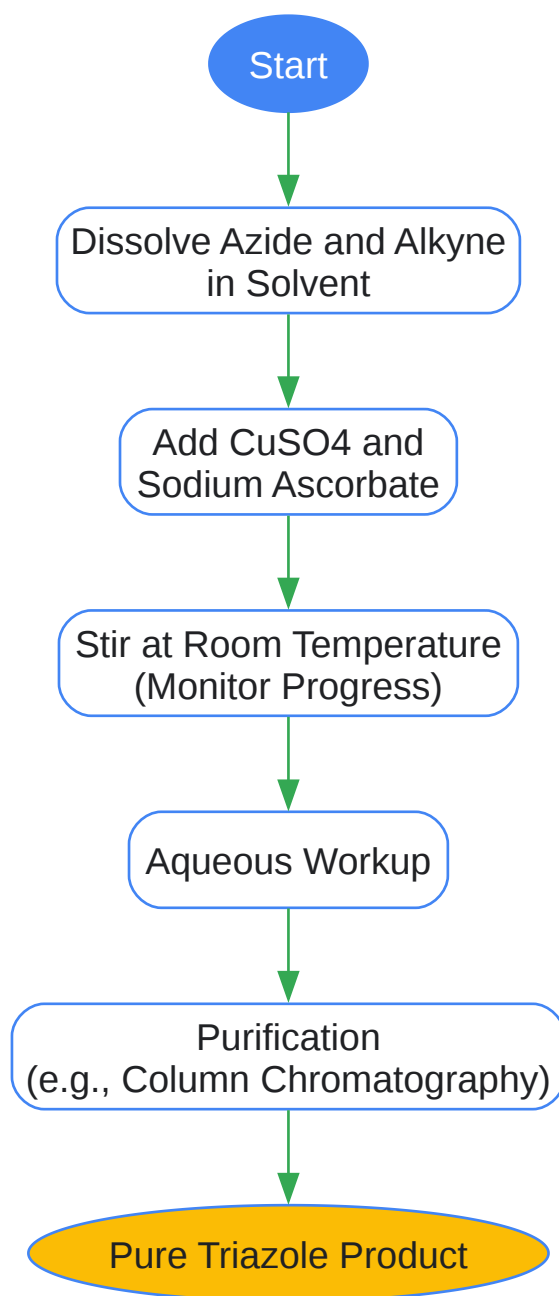 Start
Dissolve Azide and Alkyne
in Solvent
Add CuSO4 and
Sodium Ascorbate
Stir at Room Temperature
(Monitor Progress)
Aqueous Workup
Purification
(e.g., Column Chromatography)
Pure Triazole Product